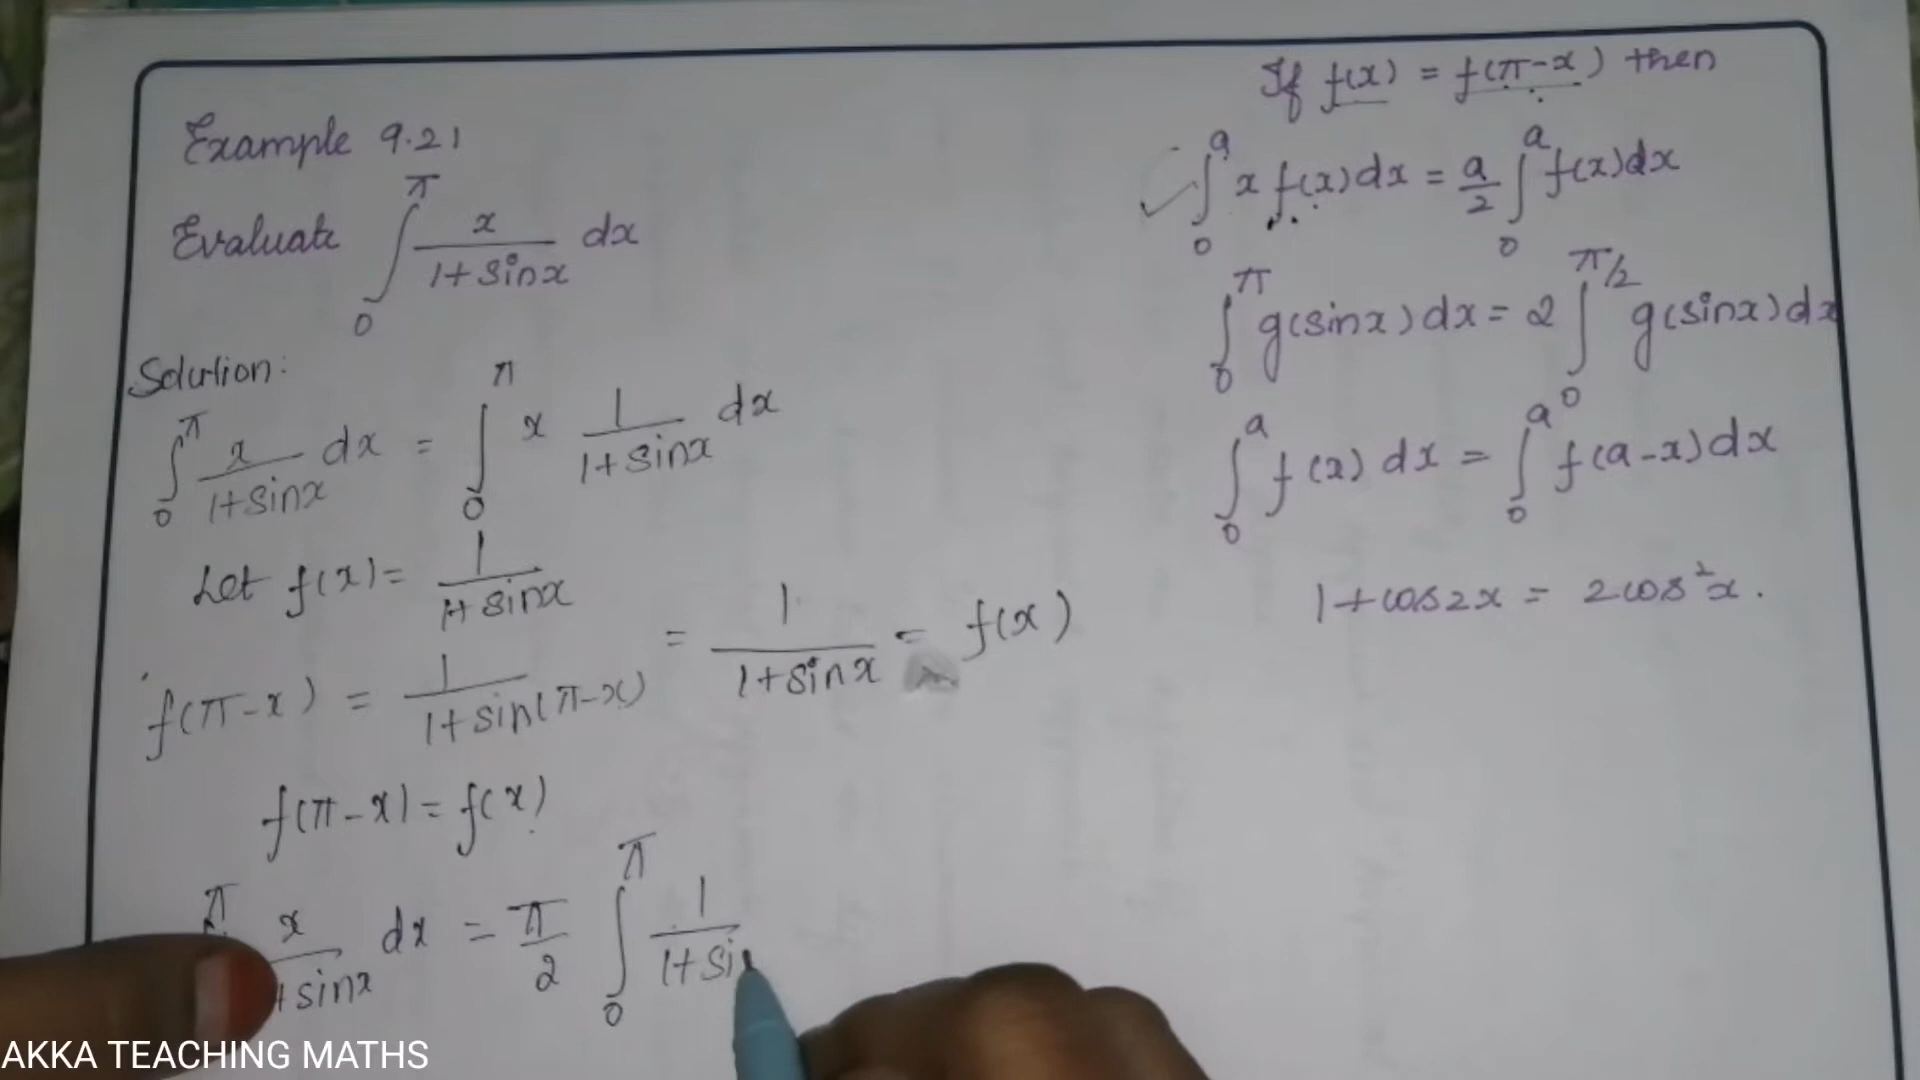 Example 9.21
Evaluate ∫₀^π x/(1+sinx) dx
Solution:
∫₀^π x/(1+sinx) dx = ∫₀^π x 1/(1+sinx) dx
Let f(x) = 1/(1+sinx)
f(π-x) = 1/(1+sin(π-x)) = 1/(1+sinx) = f(x)
f(π-x) = f(x)
π x/(+sinx) dx = π/2 ∫₀^π 1/(1+si
If f(x) = f(π-x) then
∫₀^a x f(x) dx = a/2 ∫₀^a f(x) dx
∫₀^π g(sinx) dx = 2 ∫₀^π/2 g(sinx) dx
∫₀^a f(x) dx = ∫₀^a f(a-x) dx
1+cos2x = 2cos²x.
AKKA TEACHING MATHS